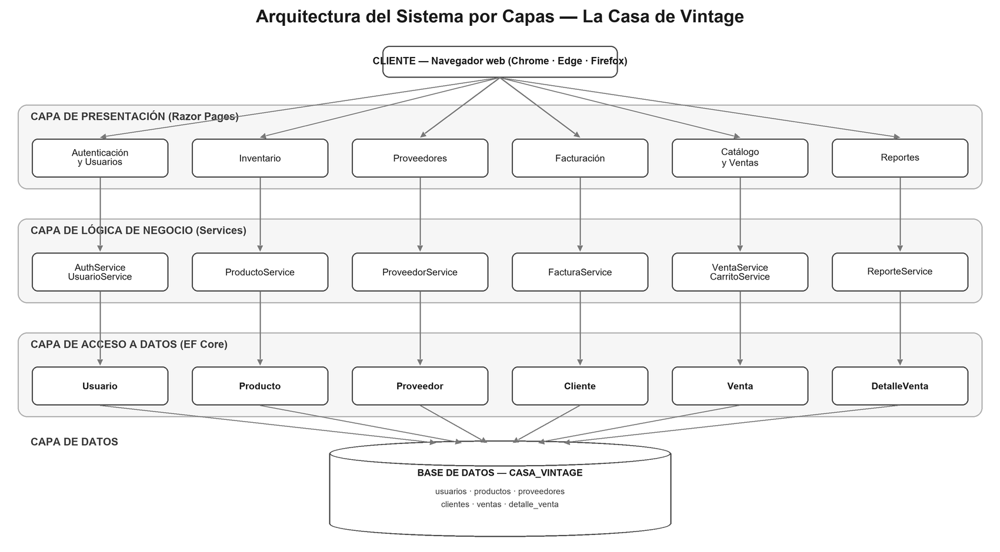 Arquitectura del Sistema por Capas — La Casa de Vintage
CLIENTE — Navegador web (Chrome · Edge · Firefox)
CAPA DE PRESENTACIÓN (Razor Pages)
Autenticación
y Usuarios
Inventario
Proveedores
Facturación
Catálogo
y Ventas
Reportes
CAPA DE LÓGICA DE NEGOCIO (Services)
AuthService
UsuarioService
ProductoService
ProveedorService
FacturaService
VentaService
CarritoService
ReporteService
CAPA DE ACCESO A DATOS (EF Core)
Usuario
Producto
Proveedor
Cliente
Venta
DetalleVenta
CAPA DE DATOS
BASE DE DATOS — CASA_VINTAGE
usuarios · productos · proveedores
clientes · ventas · detalle_venta